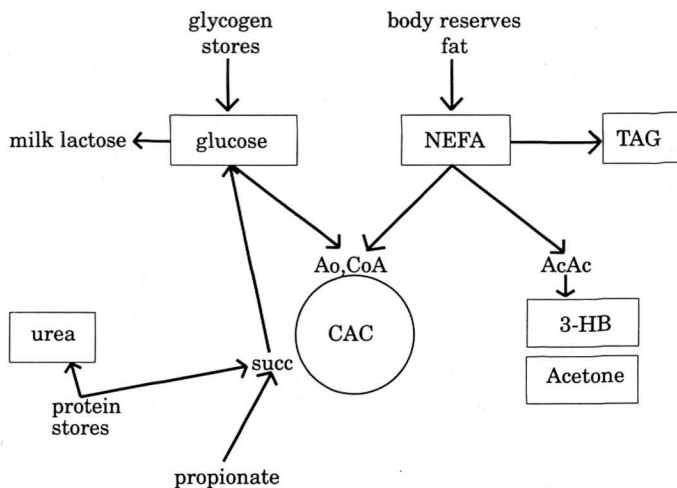 glycogen
stores
body reserves
fat
milk lactose
glucose
NEFA
TAG
Ao,CoA
AcAc
CAC
3-HB
urea
succ
Acetone
protein
stores
propionate